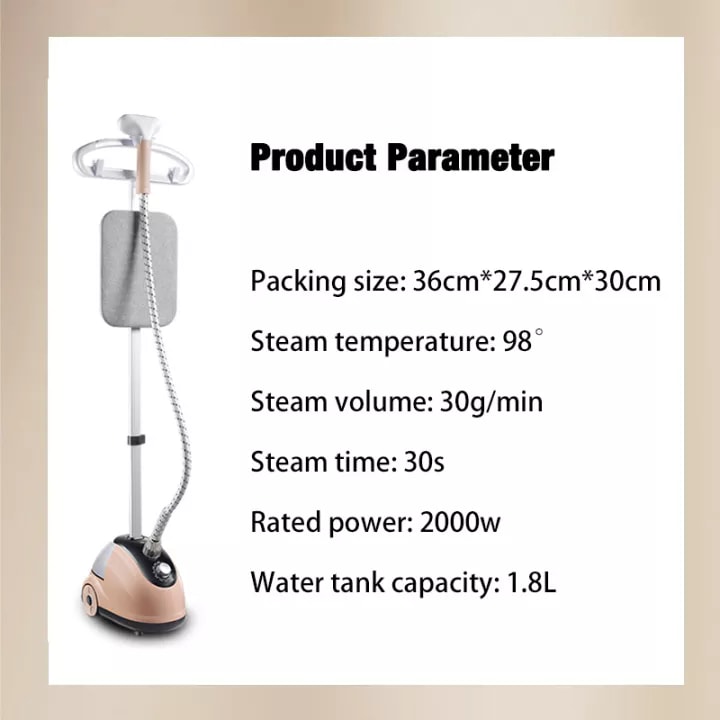 Product Parameter
Packing size: 36cm*27.5cm*30cm
Steam temperature: 98°
Steam volume: 30g/min
Steam time: 30s
Rated power: 2000w
Water tank capacity: 1.8L